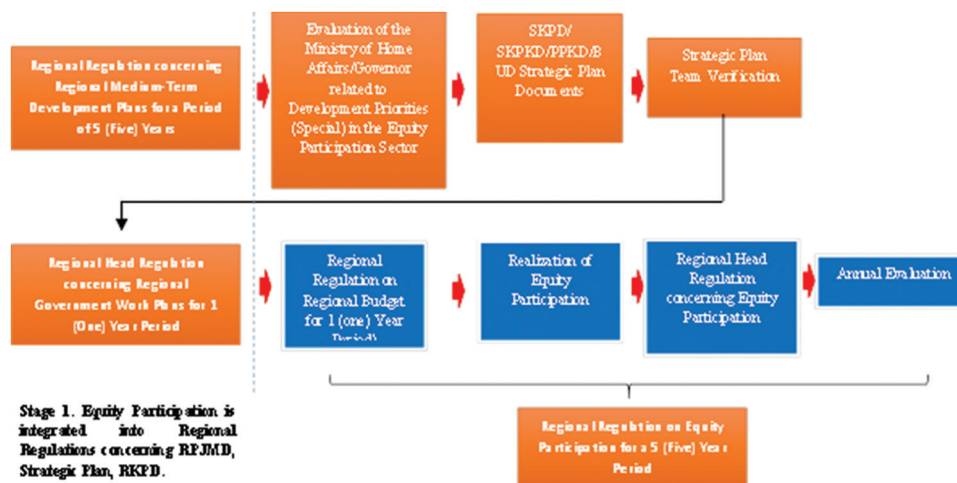 Regional Regulation concerning
Regional Medium-Term
Development Plans for a Period
of 5 (Five) Years
Evaluation of the
Ministry of Home
Affairs/Governor
related to
Development Priorities
(Special) in the Equity
Participation Sector
SKPD/
SKPKD/PPKD/B
UD Strategic Plan
Documents
Strategic Plan
Team Verification
Regional Head Regulation
concerning Regional
Government Work Plans for 1
(One) Year Period
Regional
Regulation on
Regional Budget
for 1 (one) Year
Period)
Realization of
Equity
Participation
Regional Head
Regulation
concerning Equity
Participation
Annual Evaluation
Stage 1. Equity Participation is
integrated into Regional
Regulations concerning RPJMD,
Strategic Plan, RKPD.
Regional Regulation on Equity
Participation for a 5 (Five) Year
Period